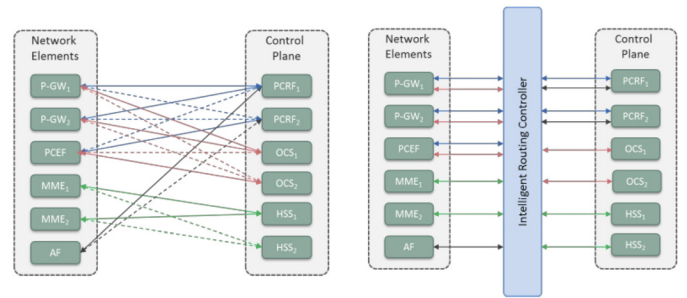 Network
Elements
P-GW₁
P-GW₂
PCEF
MME₁
MME₂
AF
Control
Plane
PCRF₁
PCRF₂
OCS₁
OCS₂
HSS₁
HSS₂
Network
Elements
P-GW₁
P-GW₂
PCEF
MME₁
MME₂
AF
Intelligent Routing Controller
Control
Plane
PCRF₁
PCRF₂
OCS₁
OCS₂
HSS₁
HSS₂